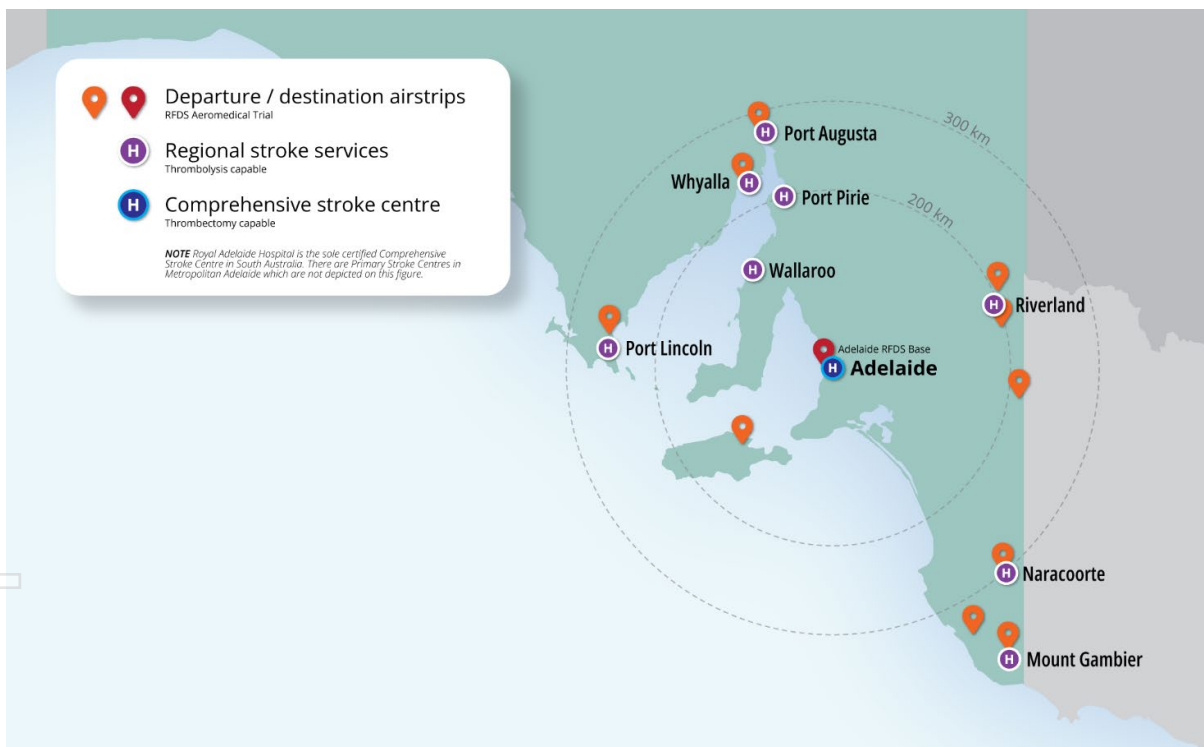 Departure / destination airstrips
RFDS Aeromedical Trial
H
Regional stroke services
Thrombolysis capable
H
Comprehensive stroke centre
Thrombectomy capable
NOTE Royal Adelaide Hospital is the sole certified Comprehensive
Stroke Centre in South Australia. There are Primary Stroke Centres in
Metropolitan Adelaide which are not depicted on this figure.
300 km
H
Port Augusta
Whyalla
H
H
Port Pirie
200 km
H
Wallaroo
H
Riverland
H
Port Lincoln
Adelaide RFDS Base
H
Adelaide
H
Naracoorte
H
Mount Gambier